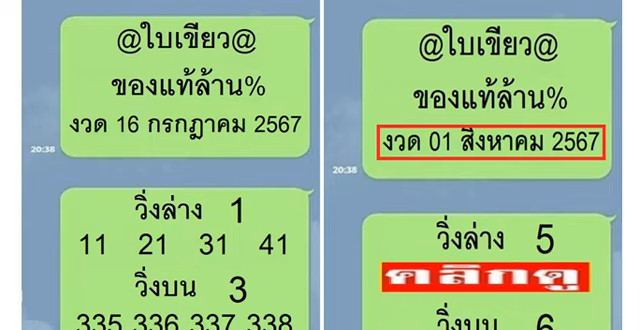 @ใบเขียว@
ของแท้ล้าน%
งวด 16 กรกฎาคม 2567
20:38
วิ่งล่าง 1
11 21 31 41
วิ่งบน 3
335 336 337 338
@ใบเขียว@
ของแท้ล้าน%
งวด 01 สิงหาคม 2567
20:38
วิ่งล่าง 5
คลิกดู
วิ่งบน 6